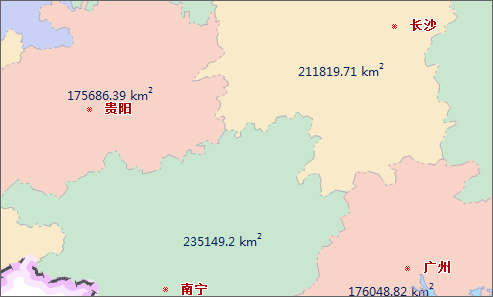 长沙
211819.71 km²
175686.39 km²
贵阳
235149.2 km²
广州
南宁
176048.82 km²